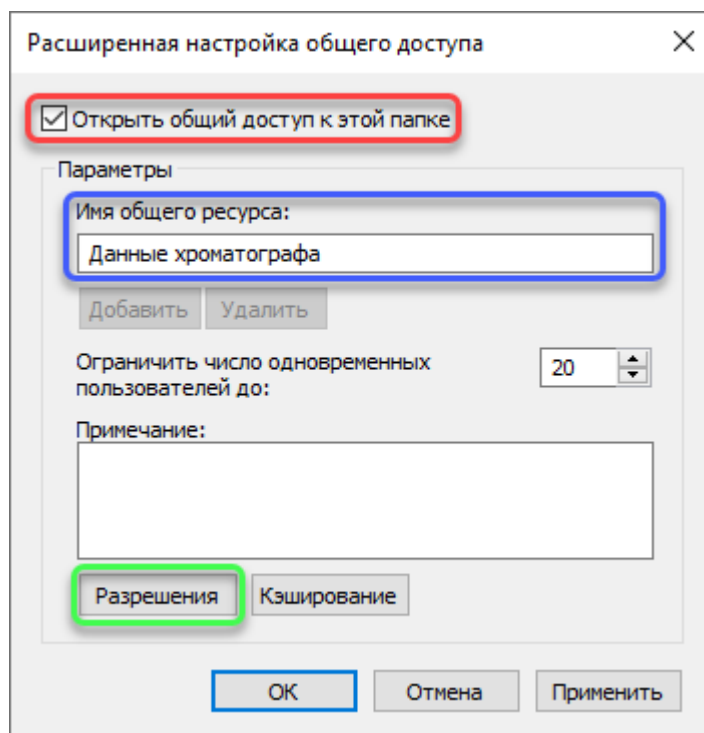 Расширенная настройка общего доступа
Открыть общий доступ к этой папке
Параметры
Имя общего ресурса:
Данные хроматографа
Добавить Удалить
Ограничить число одновременных 20
пользователей до:
Примечание:
Разрешения Кэширование
ОК Отмена Применить